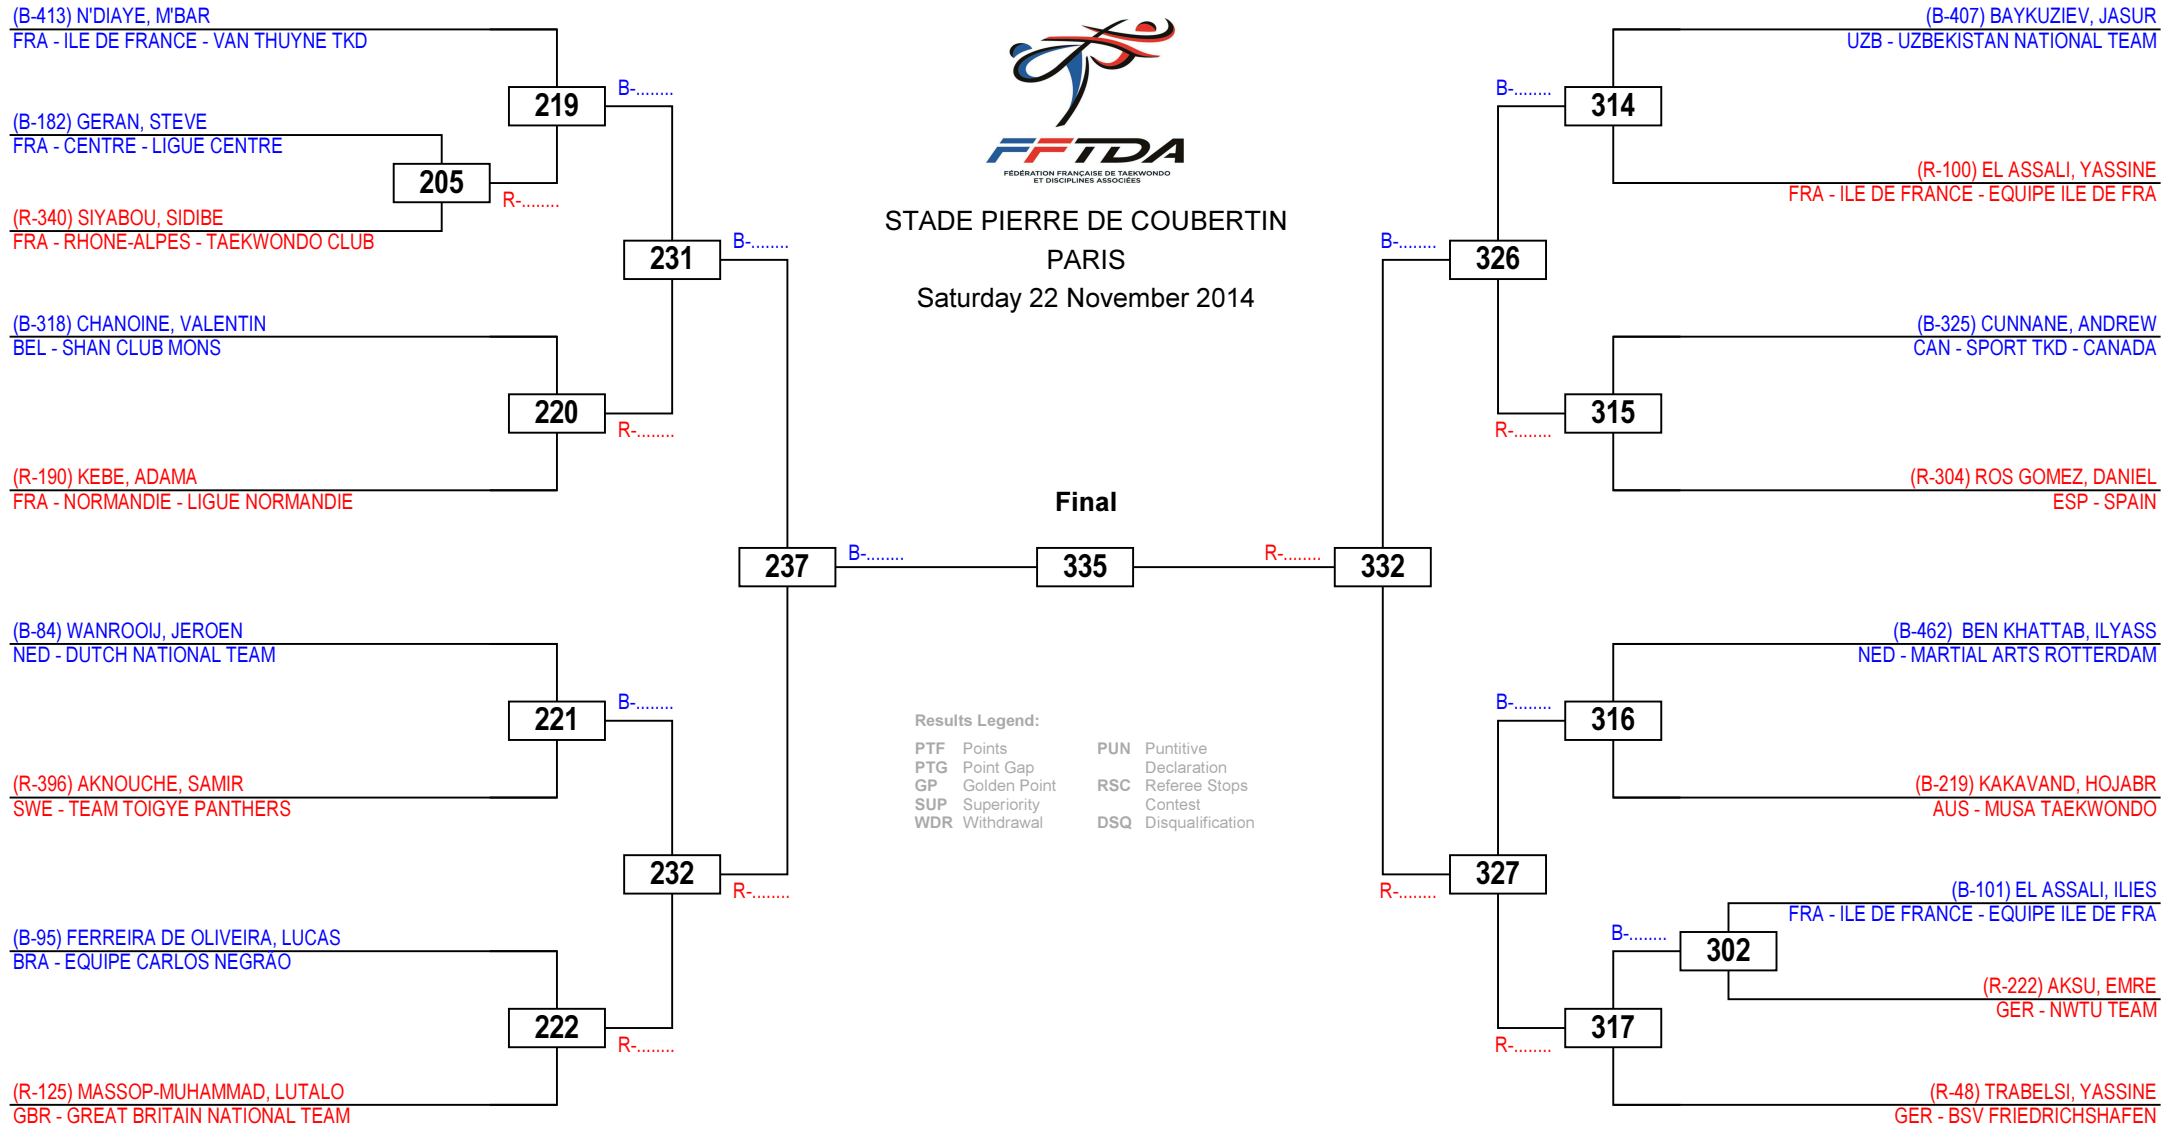 (B-413) N'DIAYE, M'BAR
FRA - ILE DE FRANCE - VAN THUYNE TKD
219
B-........
(B-182) GERAN, STEVE
FRA - CENTRE - LIGUE CENTRE
205
R-........
(R-340) SIYABOU, SIDIBE
FRA - RHONE-ALPES - TAEKWONDO CLUB
231
B-........
(B-318) CHANOINE, VALENTIN
BEL - SHAN CLUB MONS
220
R-........
(R-190) KEBE, ADAMA
FRA - NORMANDIE - LIGUE NORMANDIE
237
B-........
(B-84) WANROOIJ, JEROEN
NED - DUTCH NATIONAL TEAM
221
B-........
(R-396) AKNOUCHE, SAMIR
SWE - TEAM TOIGYE PANTHERS
232
R-........
(B-95) FERREIRA DE OLIVEIRA, LUCAS
BRA - EQUIPE CARLOS NEGRÃO
222
R-........
(R-125) MASSOP-MUHAMMAD, LUTALO
GBR - GREAT BRITAIN NATIONAL TEAM
FFTDA
FÉDÉRATION FRANÇAISE DE TAEKWONDO
ET DISCIPLINES ASSOCIÉES
STADE PIERRE DE COUBERTIN
PARIS
Saturday 22 November 2014
Final
335
Results Legend:
PTF Points
PTG Point Gap
GP Golden Point
SUP Superiority
WDR Withdrawal
PUN Puntitive
Declaration
RSC Referee Stops
Contest
DSQ Disqualification
(B-407) BAYKUZIEV, JASUR
UZB - UZBEKISTAN NATIONAL TEAM
B-........
314
(R-100) EL ASSALI, YASSINE
FRA - ILE DE FRANCE - EQUIPE ILE DE FRA
B-........
326
(B-325) CUNNANE, ANDREW
CAN - SPORT TKD - CANADA
315
R-........
(R-304) ROS GOMEZ, DANIEL
ESP - SPAIN
R-........
332
(B-462) BEN KHATTAB, ILYASS
NED - MARTIAL ARTS ROTTERDAM
B-........
316
(B-219) KAKAVAND, HOJABR
AUS - MUSA TAEKWONDO
327
R-........
(B-101) EL ASSALI, ILIES
FRA - ILE DE FRANCE - EQUIPE ILE DE FRA
B-........
302
(R-222) AKSU, EMRE
GER - NWTU TEAM
317
R-........
(R-48) TRABELSI, YASSINE
GER - BSV FRIEDRICHSHAFEN